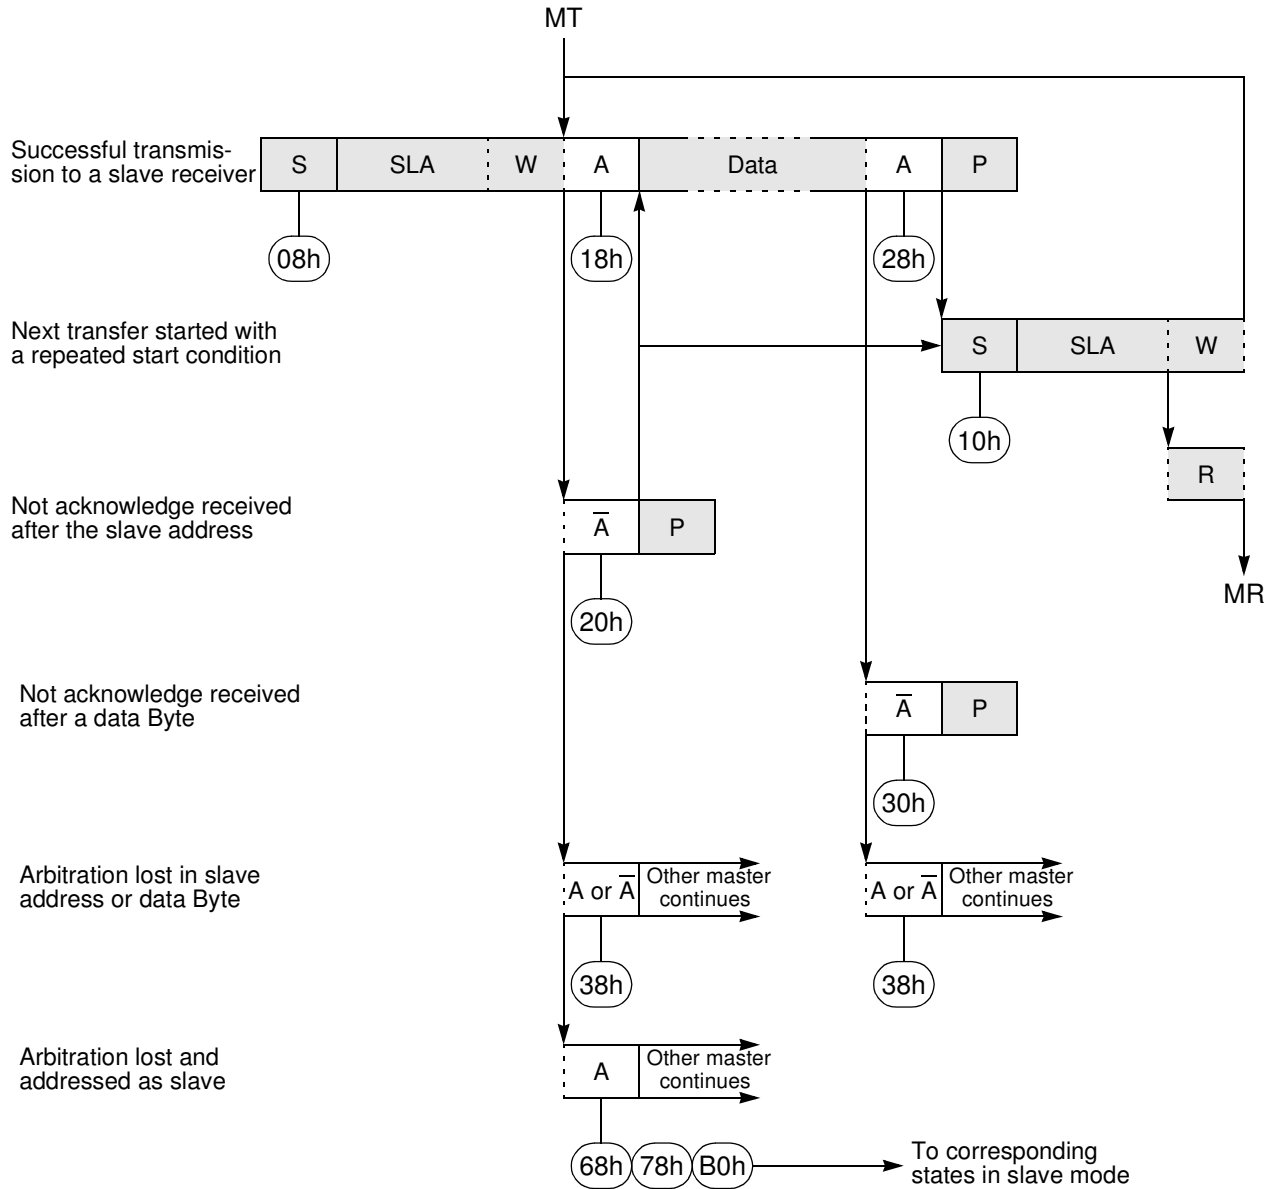 MT
Successful transmis-
sion to a slave receiver
S SLA W A Data A P
08h 18h 28h
Next transfer started with
a repeated start condition
S SLA W
10h
R
Not acknowledge received
after the slave address
A̅ P
MR
20h
Not acknowledge received
after a data Byte
A̅ P
30h
Arbitration lost in slave
address or data Byte
A or A̅
Other master
continues
A or A̅
Other master
continues
38h 38h
Arbitration lost and
addressed as slave
A
Other master
continues
68h 78h B0h
To corresponding
states in slave mode